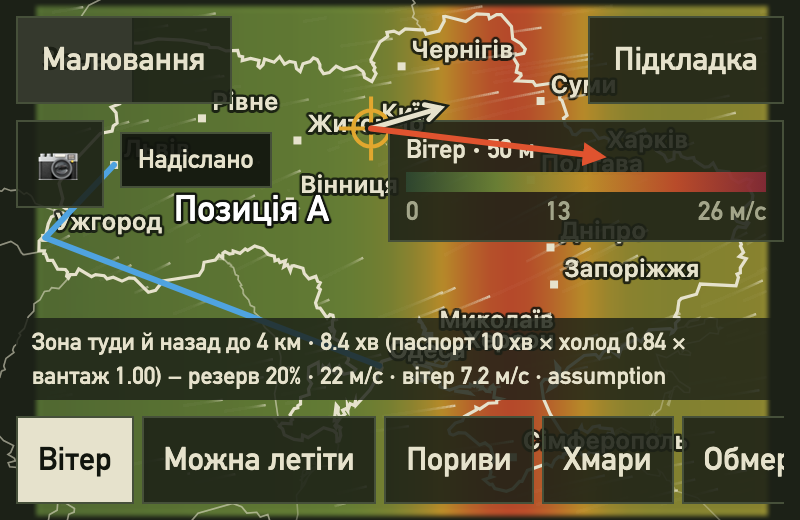 Малювання
Чернігів
Підкладка
Суми
Рівне
Київ
Житомир
Харків
Львів
Надіслано
Вітер · 50 м
Полтава
Вінниця
0 13 26 м/с
Позиція А
Ужгород
Дніпро
Запоріжжя
Миколаїв
Зона туди й назад до 4 км · 8.4 хв (паспорт 10 хв × холод 0.84 ×
Одеса
вантаж 1.00) – резерв 20% · 22 м/с · вітер 7.2 м/с · assumption
Сімферополь
Вітер
Можна летіти
Пориви
Хмари
Обмер